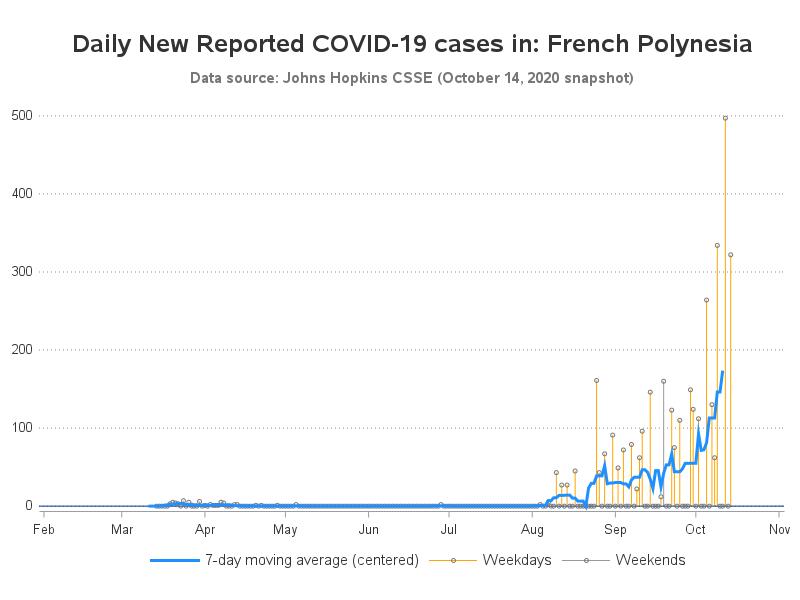 Daily New Reported COVID-19 cases in: French Polynesia
Data source: Johns Hopkins CSSE (October 14, 2020 snapshot)
500
400
300
200
100
0
Feb Mar Apr May Jun Jul Aug Sep Oct Nov
7-day moving average (centered) Weekdays Weekends